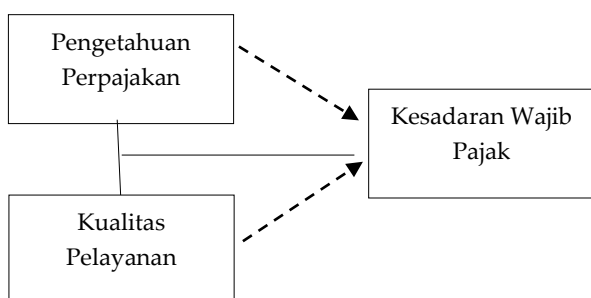 Pengetahuan
Perpajakan
Kesadaran Wajib
Pajak
Kualitas
Pelayanan